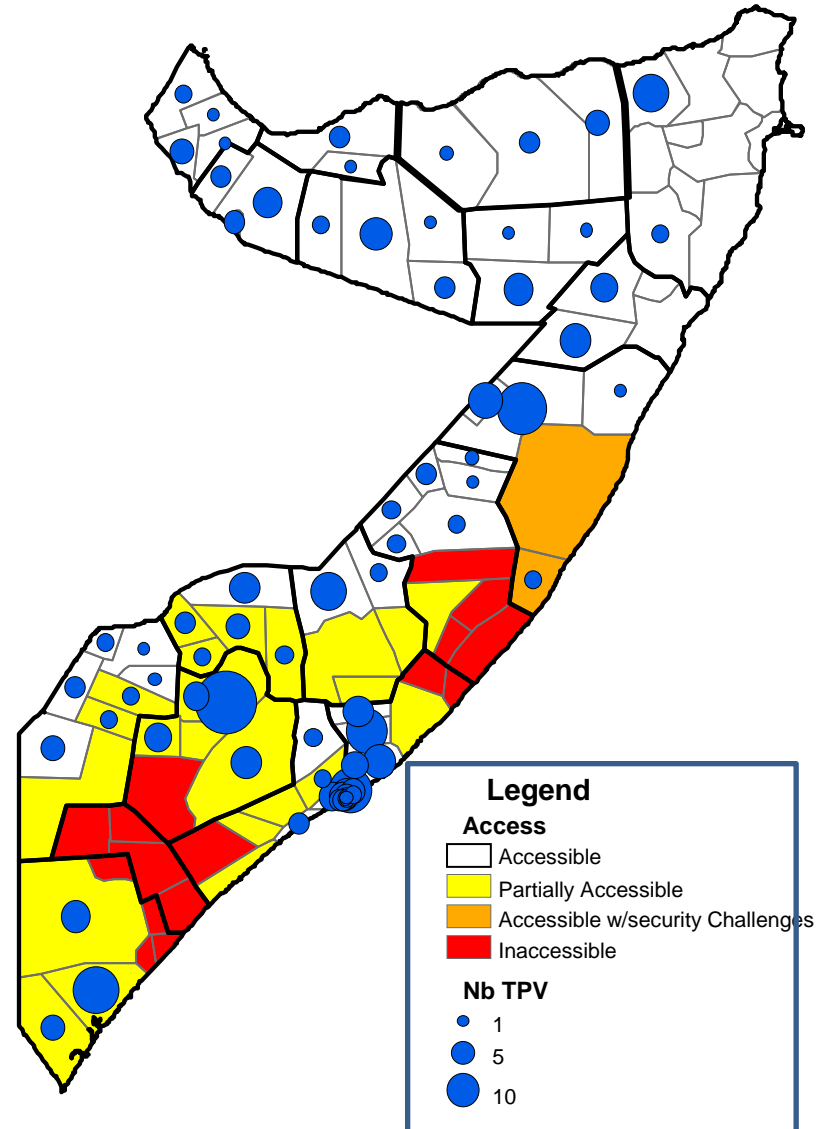 Legend
Access
Accessible
Partially Accessible
Accessible w/security Challenges
Inaccessible
Nb TPV
1
5
10